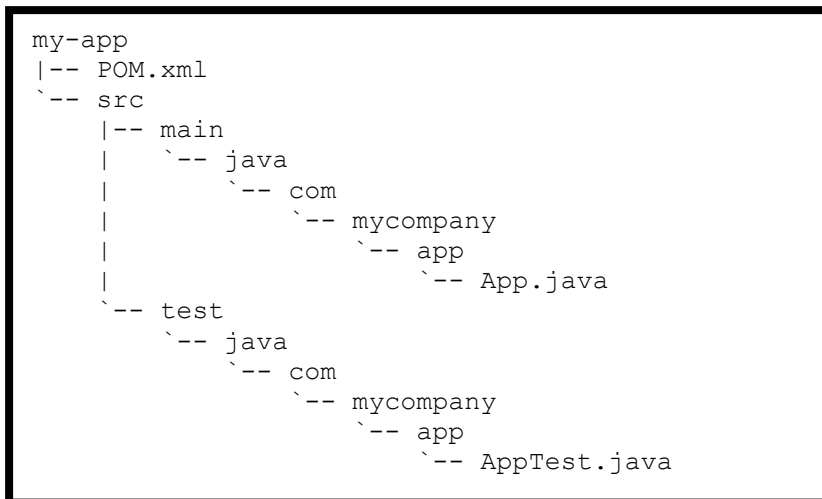 my-app
|-- POM.xml
`-- src
    |-- main
    |   `-- java
    |       `-- com
    |           `-- mycompany
    |               `-- app
    |                   `-- App.java
    `-- test
        `-- java
            `-- com
                `-- mycompany
                    `-- app
                        `-- AppTest.java